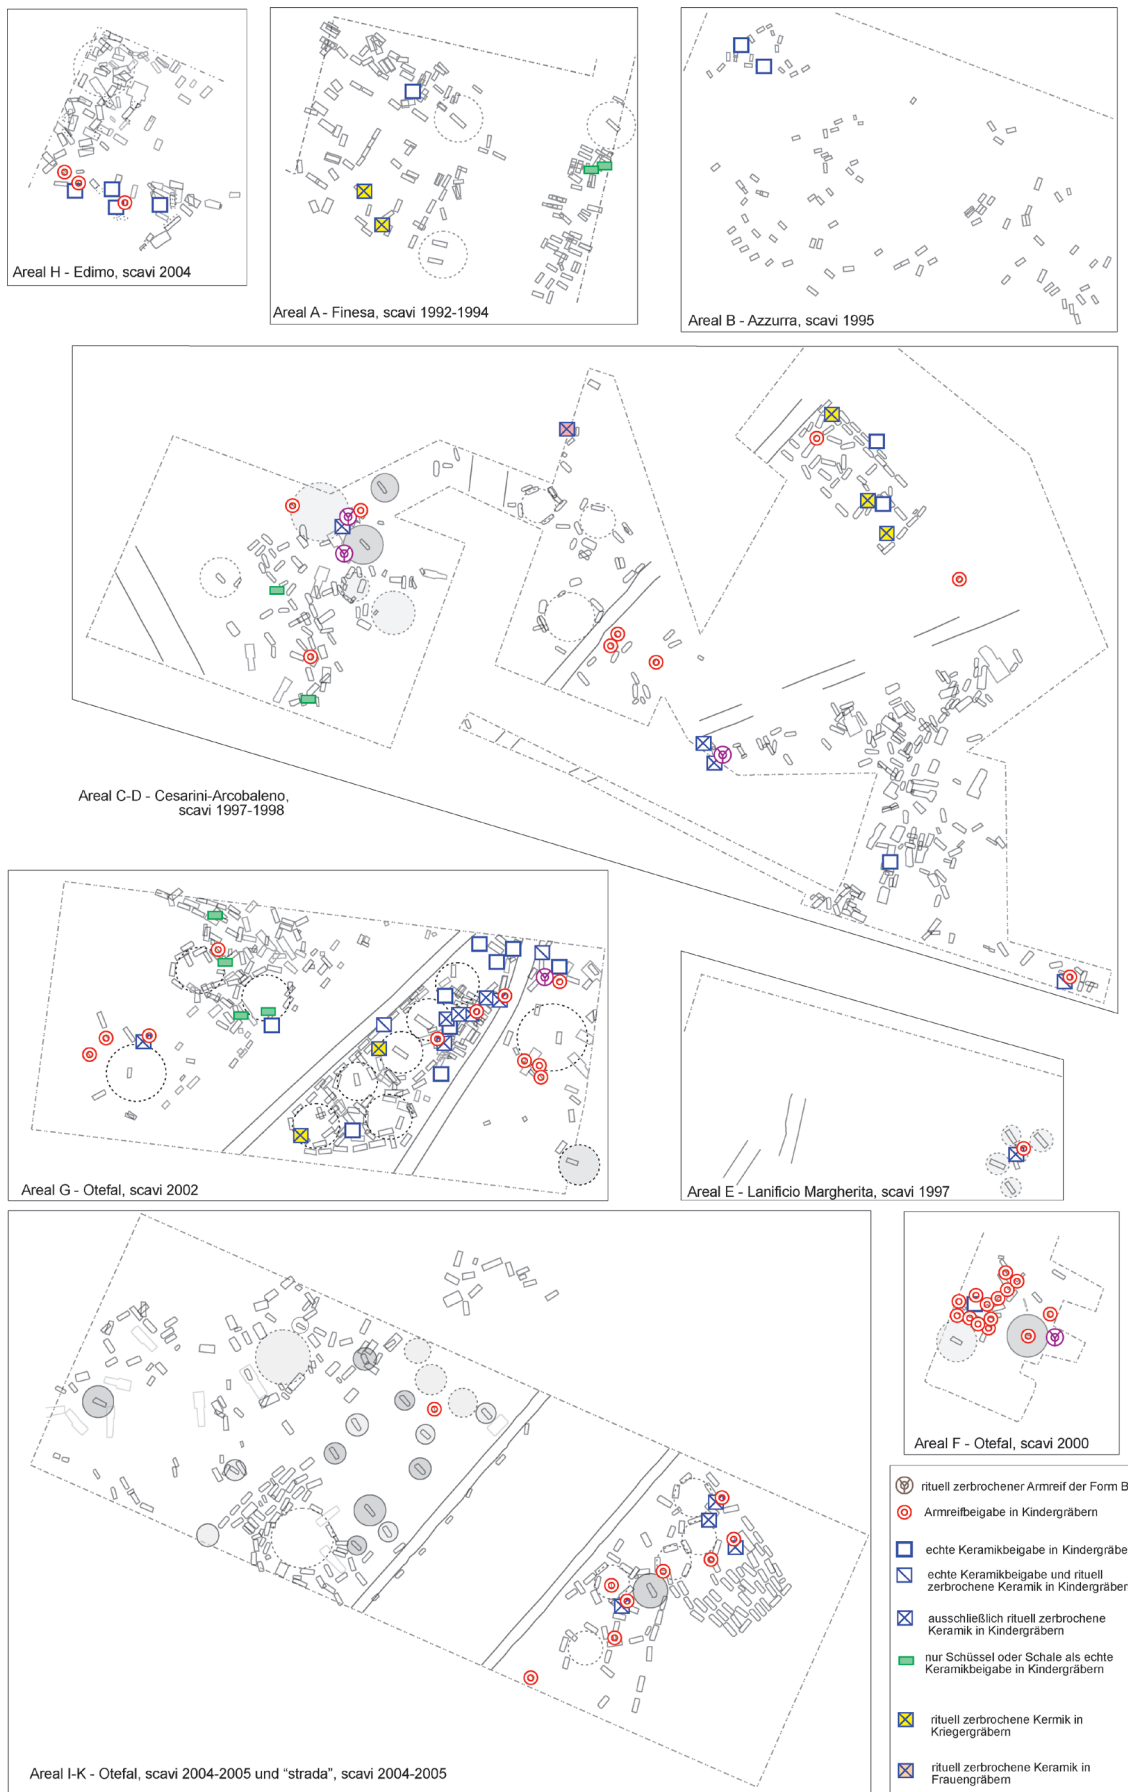 Areal H - Edimo, scavi 2004
Areal A - Finesa, scavi 1992-1994
Areal B - Azzurra, scavi 1995
Areal C-D - Cesarini-Arcobaleno,
scavi 1997-1998
Areal G - Otefal, scavi 2002
Areal E - Lanificio Margherita, scavi 1997
Areal F - Otefal, scavi 2000
Areal I-K - Otefal, scavi 2004-2005 und "strada", scavi 2004-2005
rituell zerbrochener Armreif der Form B
Armreifbeigabe in Kindergräbern
echte Keramikbeigabe in Kindergräbe
echte Keramikbeigabe und rituell
zerbrochene Keramik in Kindergräber
ausschließlich rituell zerbrochene
Keramik in Kindergräbern
nur Schüssel oder Schale als echte
Keramikbeigabe in Kindergräbern
rituell zerbrochene Kermik in
Kriegergräbern
rituell zerbrochene Keramik in
Frauengräbern